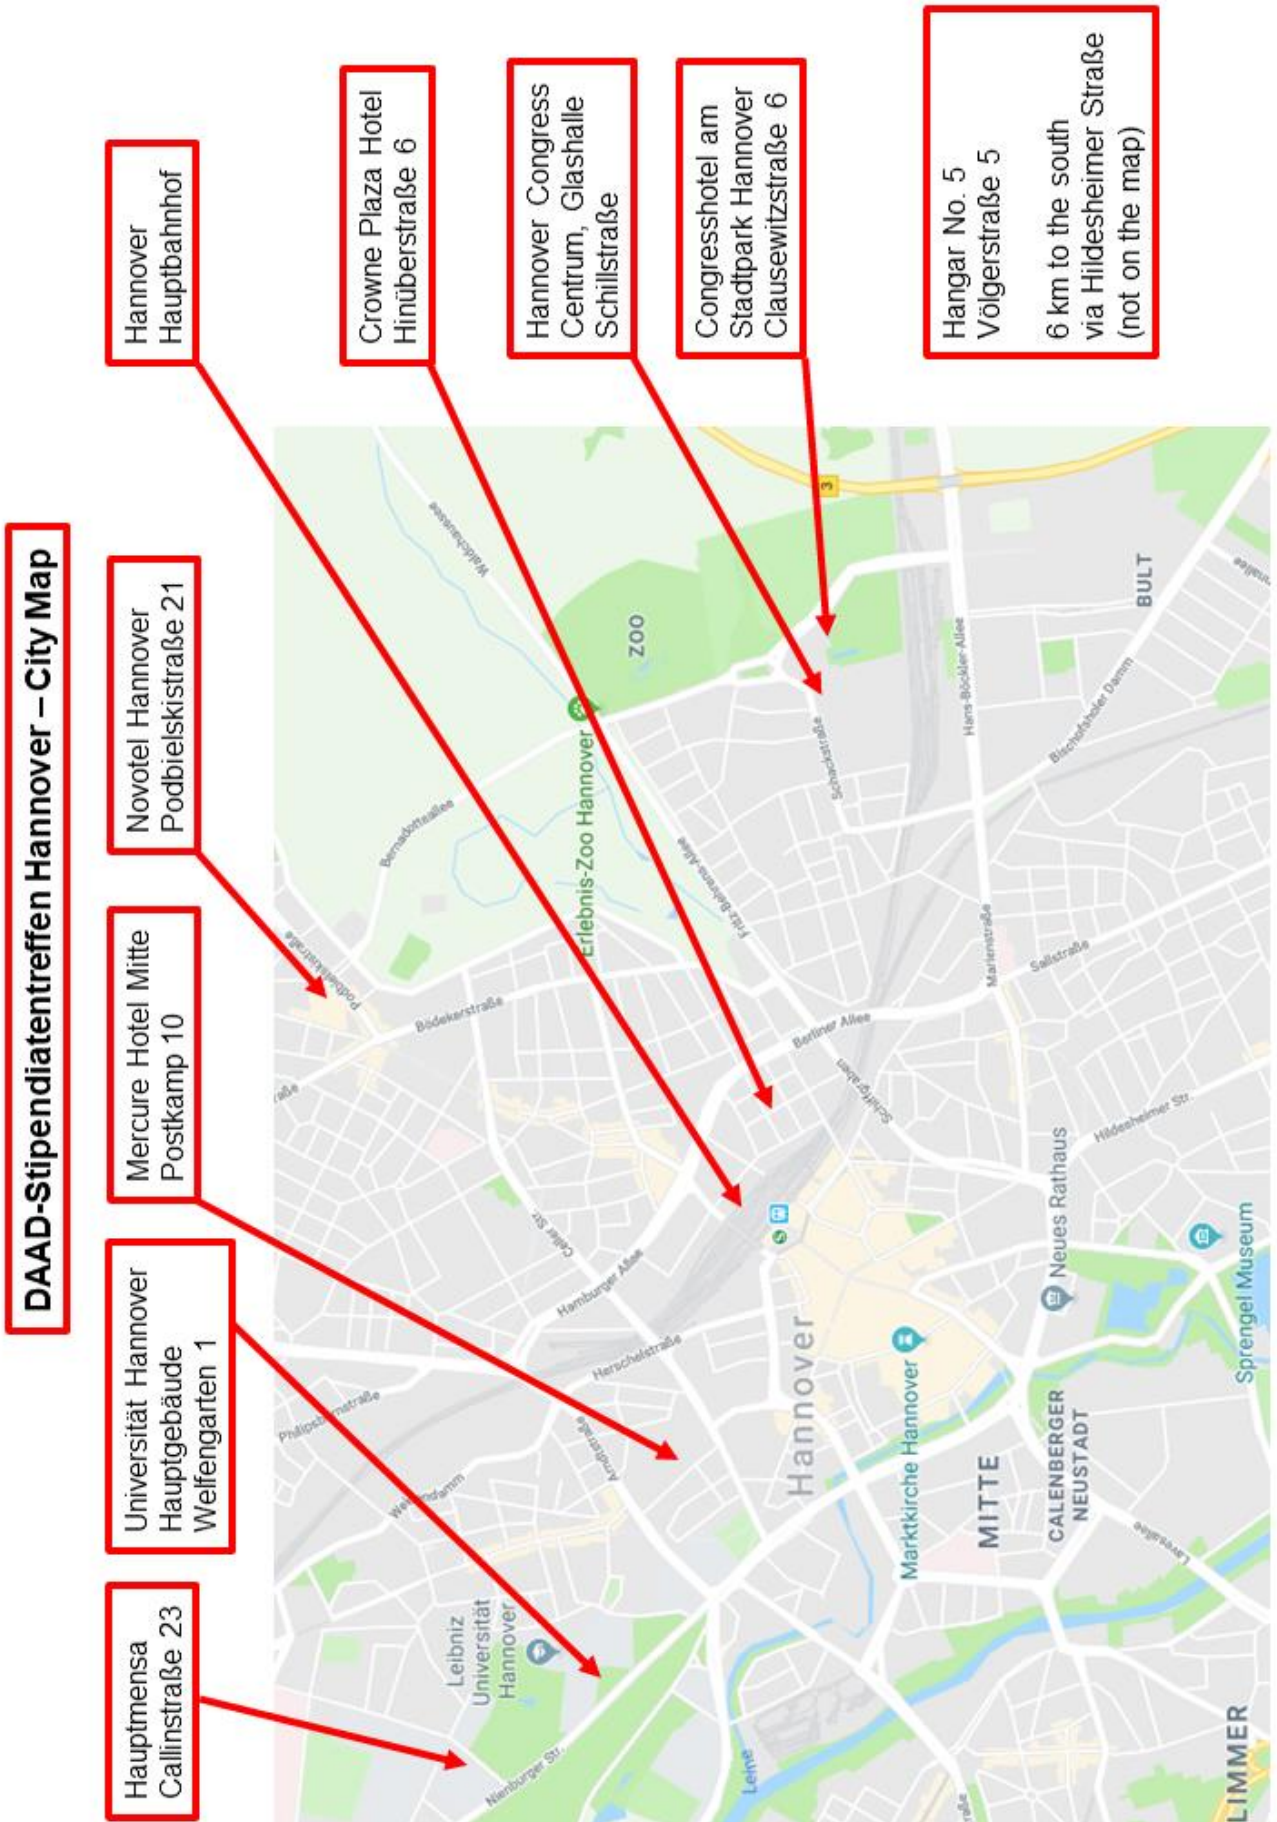 DAAD-Stipendiatentreffen Hannover – City Map
Hauptmensa
Callinstraße 23
Universität Hannover
Hauptgebäude
Welfengarten 1
Mercure Hotel Mitte
Postkamp 10
Novotel Hannover
Podbielskistraße 21
Hannover
Hauptbahnhof
Crowne Plaza Hotel
Hinüberstraße 6
Hannover Congress
Centrum, Glashalle
Schillstraße
Congresshotel am
Stadtpark Hannover
Clausewitzstraße 6
Hangar No. 5
Völgerstraße 5
6 km to the south
via Hildesheimer Straße
(not on the map)
Podbielskistraße
Waldchaussee
Bernadotteallee
Bödekerstraße
Philipsbornstraße
Celler Str.
Hamburger Allee
Herschelstraße
Arndtstraße
Leibniz
Universität
Hannover
Nienburger Str.
Erlebnis-Zoo Hannover
ZOO
Fritz-Behrens-Allee
Schackstraße
3
Berliner Allee
Schiffgraben
Hannover
Marktkirche Hannover
MITTE
CALENBERGER
NEUSTADT
Neues Rathaus
Marienstraße
Sallstraße
Hans-Böckler-Allee
Bischofsholer Damm
BULT
Hildesheimer Str.
Sprengel Museum
Lavesallee
Leine
LIMMER